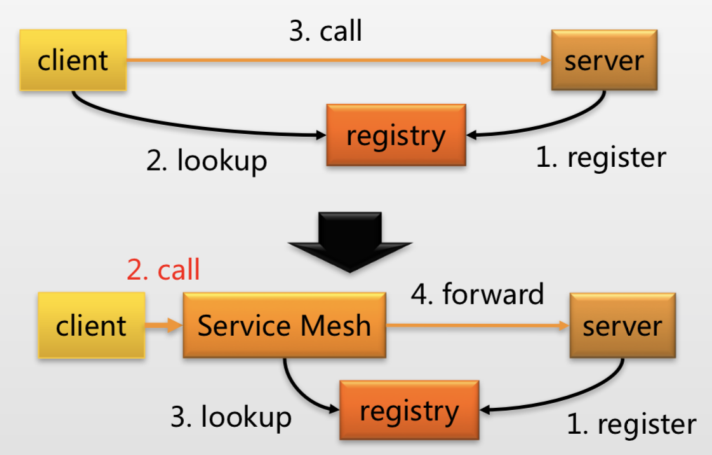 3. call
client
server
registry
2. lookup
1. register
2. call
4. forward
client
Service Mesh
server
3. lookup
registry
1. register